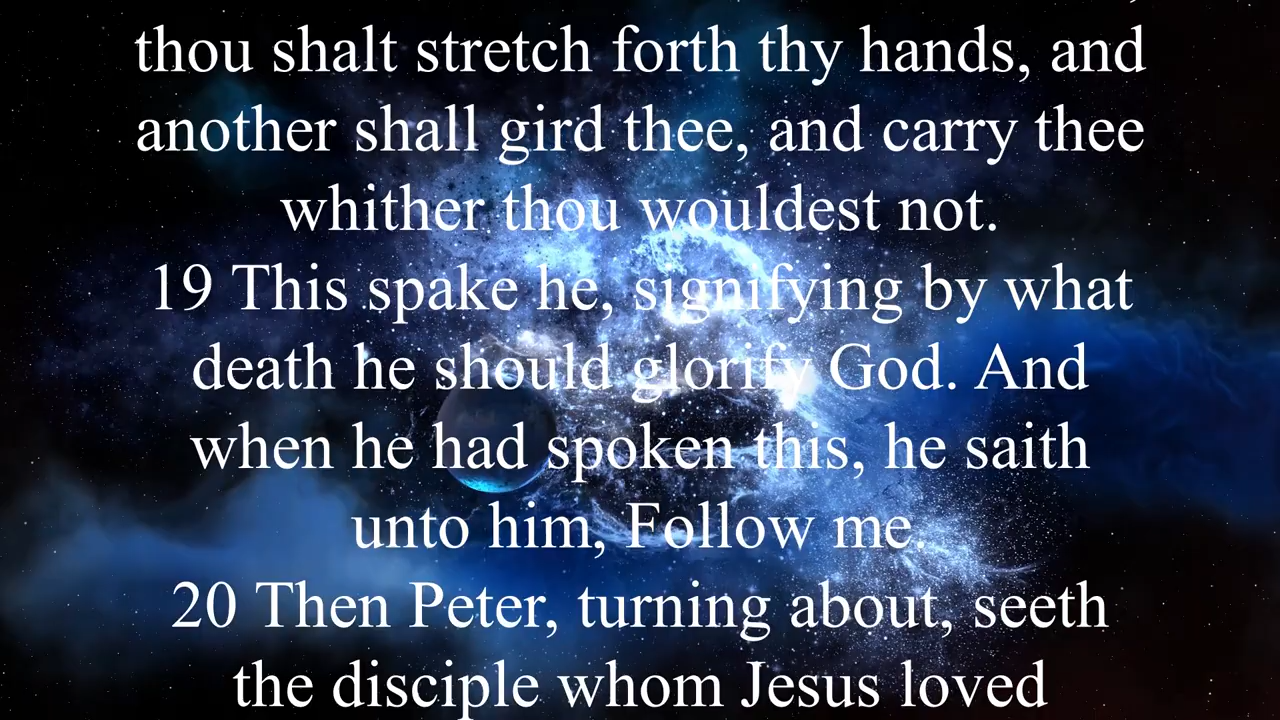 thou shalt stretch forth thy hands, and
another shall gird thee, and carry thee
whither thou wouldest not.
19 This spake he, signifying by what
death he should glorify God. And
when he had spoken this, he saith
unto him, Follow me.
20 Then Peter, turning about, seeth
the disciple whom Jesus loved